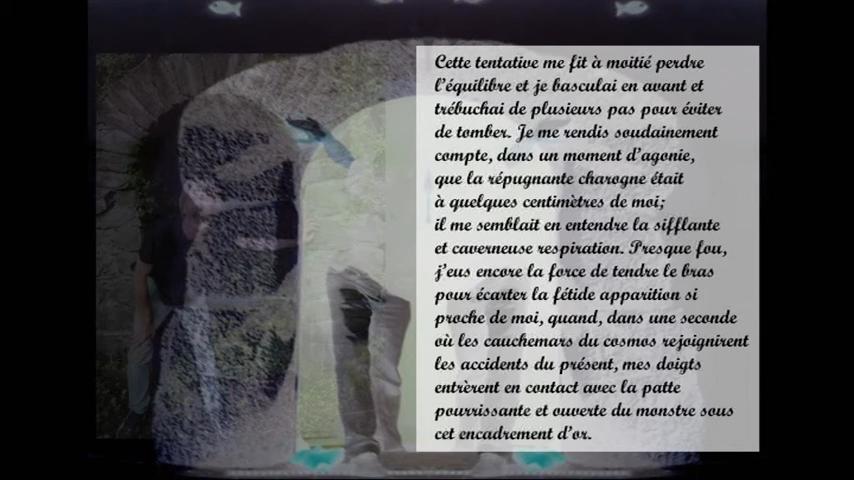 Cette tentative me fit à moitié perdre
l'équilibre et je basculai en avant et
trébuchai de plusieurs pas pour éviter
de tomber. Je me rendis soudainement
compte, dans un moment d'agonie,
que la répugnante charogne était
à quelques centimètres de moi;
il me semblait en entendre la sifflante
et caverneuse respiration. Presque fou,
j'eus encore la force de tendre le bras
pour écarter la fétide apparition si
proche de moi, quand, dans une seconde
où les cauchemars du cosmos rejoignirent
les accidents du présent, mes doigts
entrèrent en contact avec la patte
pourrissante et ouverte du monstre sous
cet encadrement d'or.